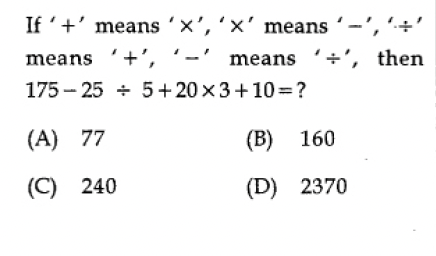 If ‘+’ means ‘×’, ‘×’ means ‘−’, ‘÷’
means ‘+’, ‘−’ means ‘÷’, then
175 − 25 ÷ 5 + 20 × 3 + 10 = ?
(A) 77 (B) 160
(C) 240 (D) 2370